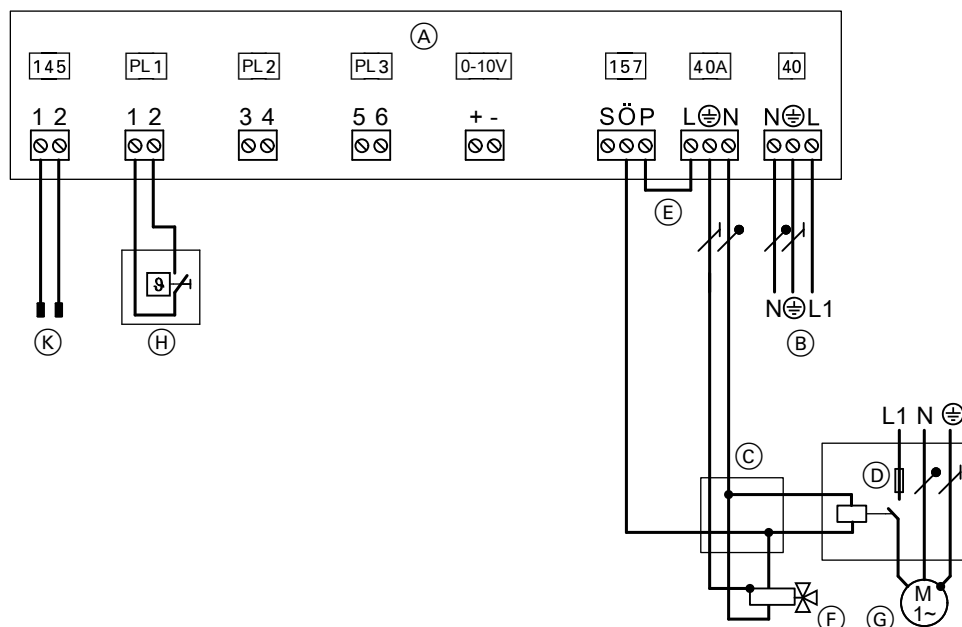 A
145 PL1 PL2 PL3 0-10V 157 40A 40
1 2 1 2 3 4 5 6 + - S Ö P L ⏚ N N ⏚ L
E
ϑ
N ⏚ L1
K H B
L1 N ⏚
C
D
M
1~
F G